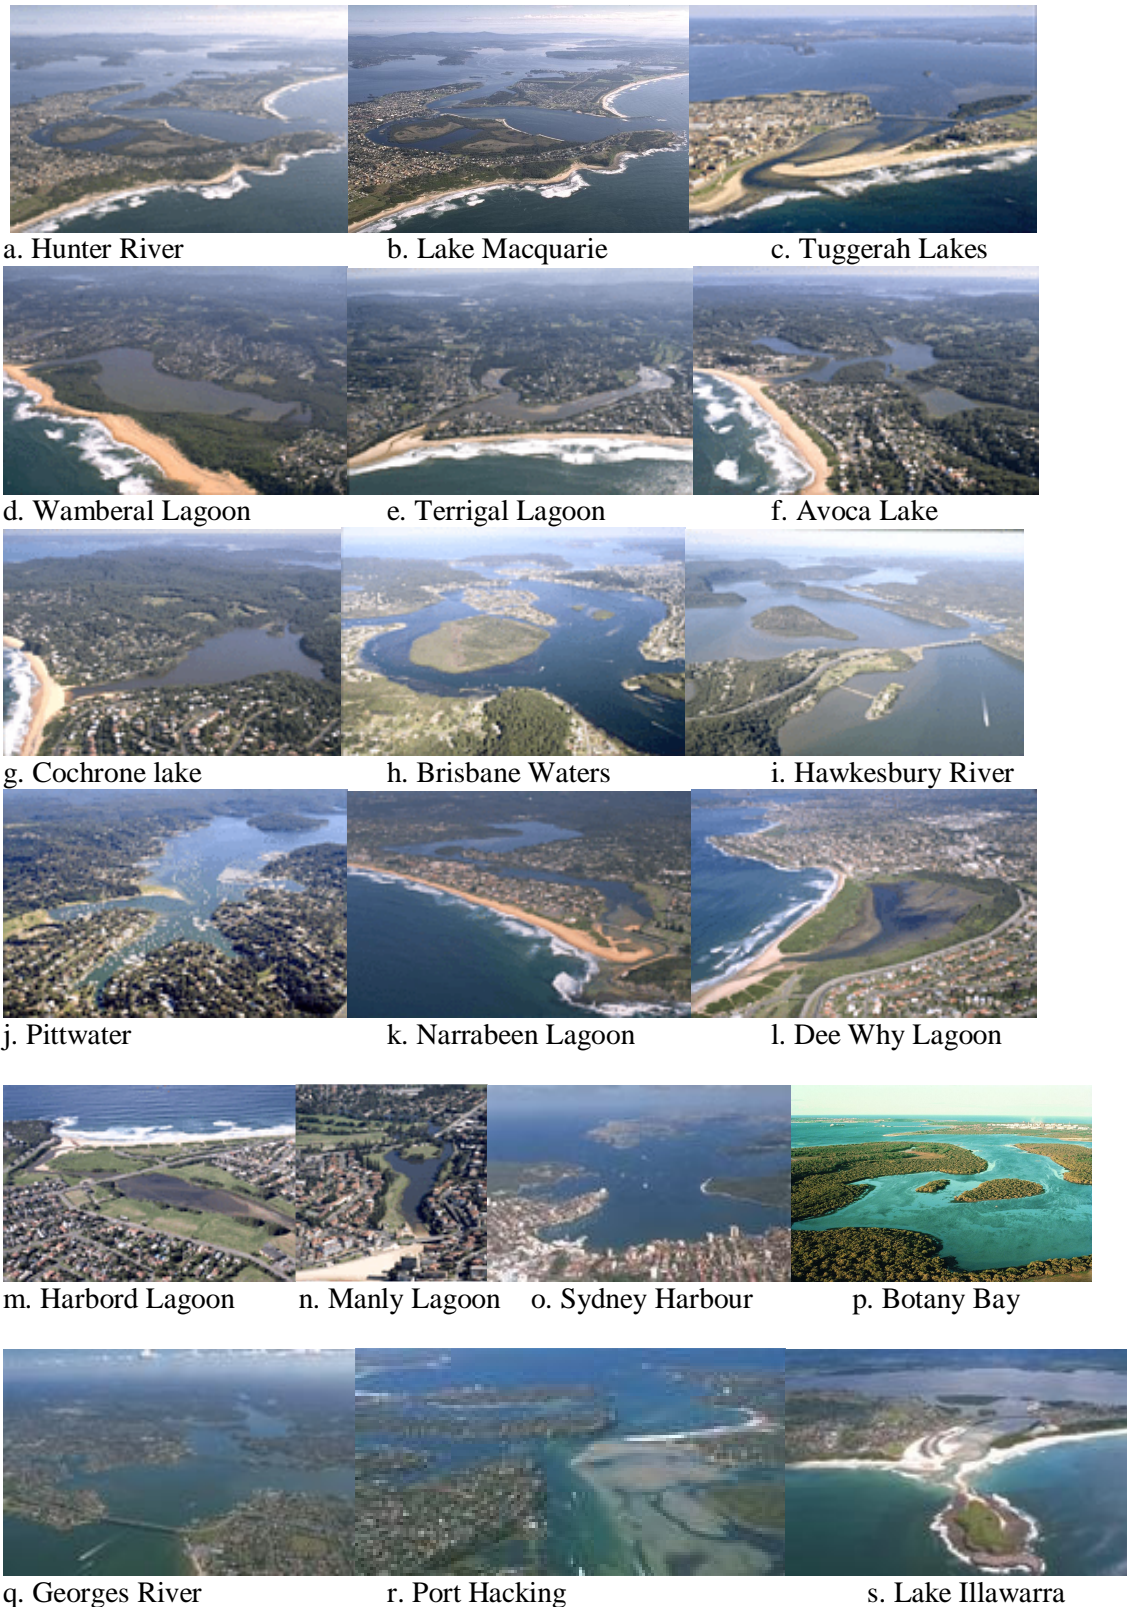 a. Hunter River b. Lake Macquarie c. Tuggerah Lakes
d. Wamberal Lagoon e. Terrigal Lagoon f. Avoca Lake
g. Cochrone lake h. Brisbane Waters i. Hawkesbury River
j. Pittwater k. Narrabeen Lagoon l. Dee Why Lagoon
m. Harbord Lagoon n. Manly Lagoon o. Sydney Harbour p. Botany Bay
q. Georges River r. Port Hacking s. Lake Illawarra